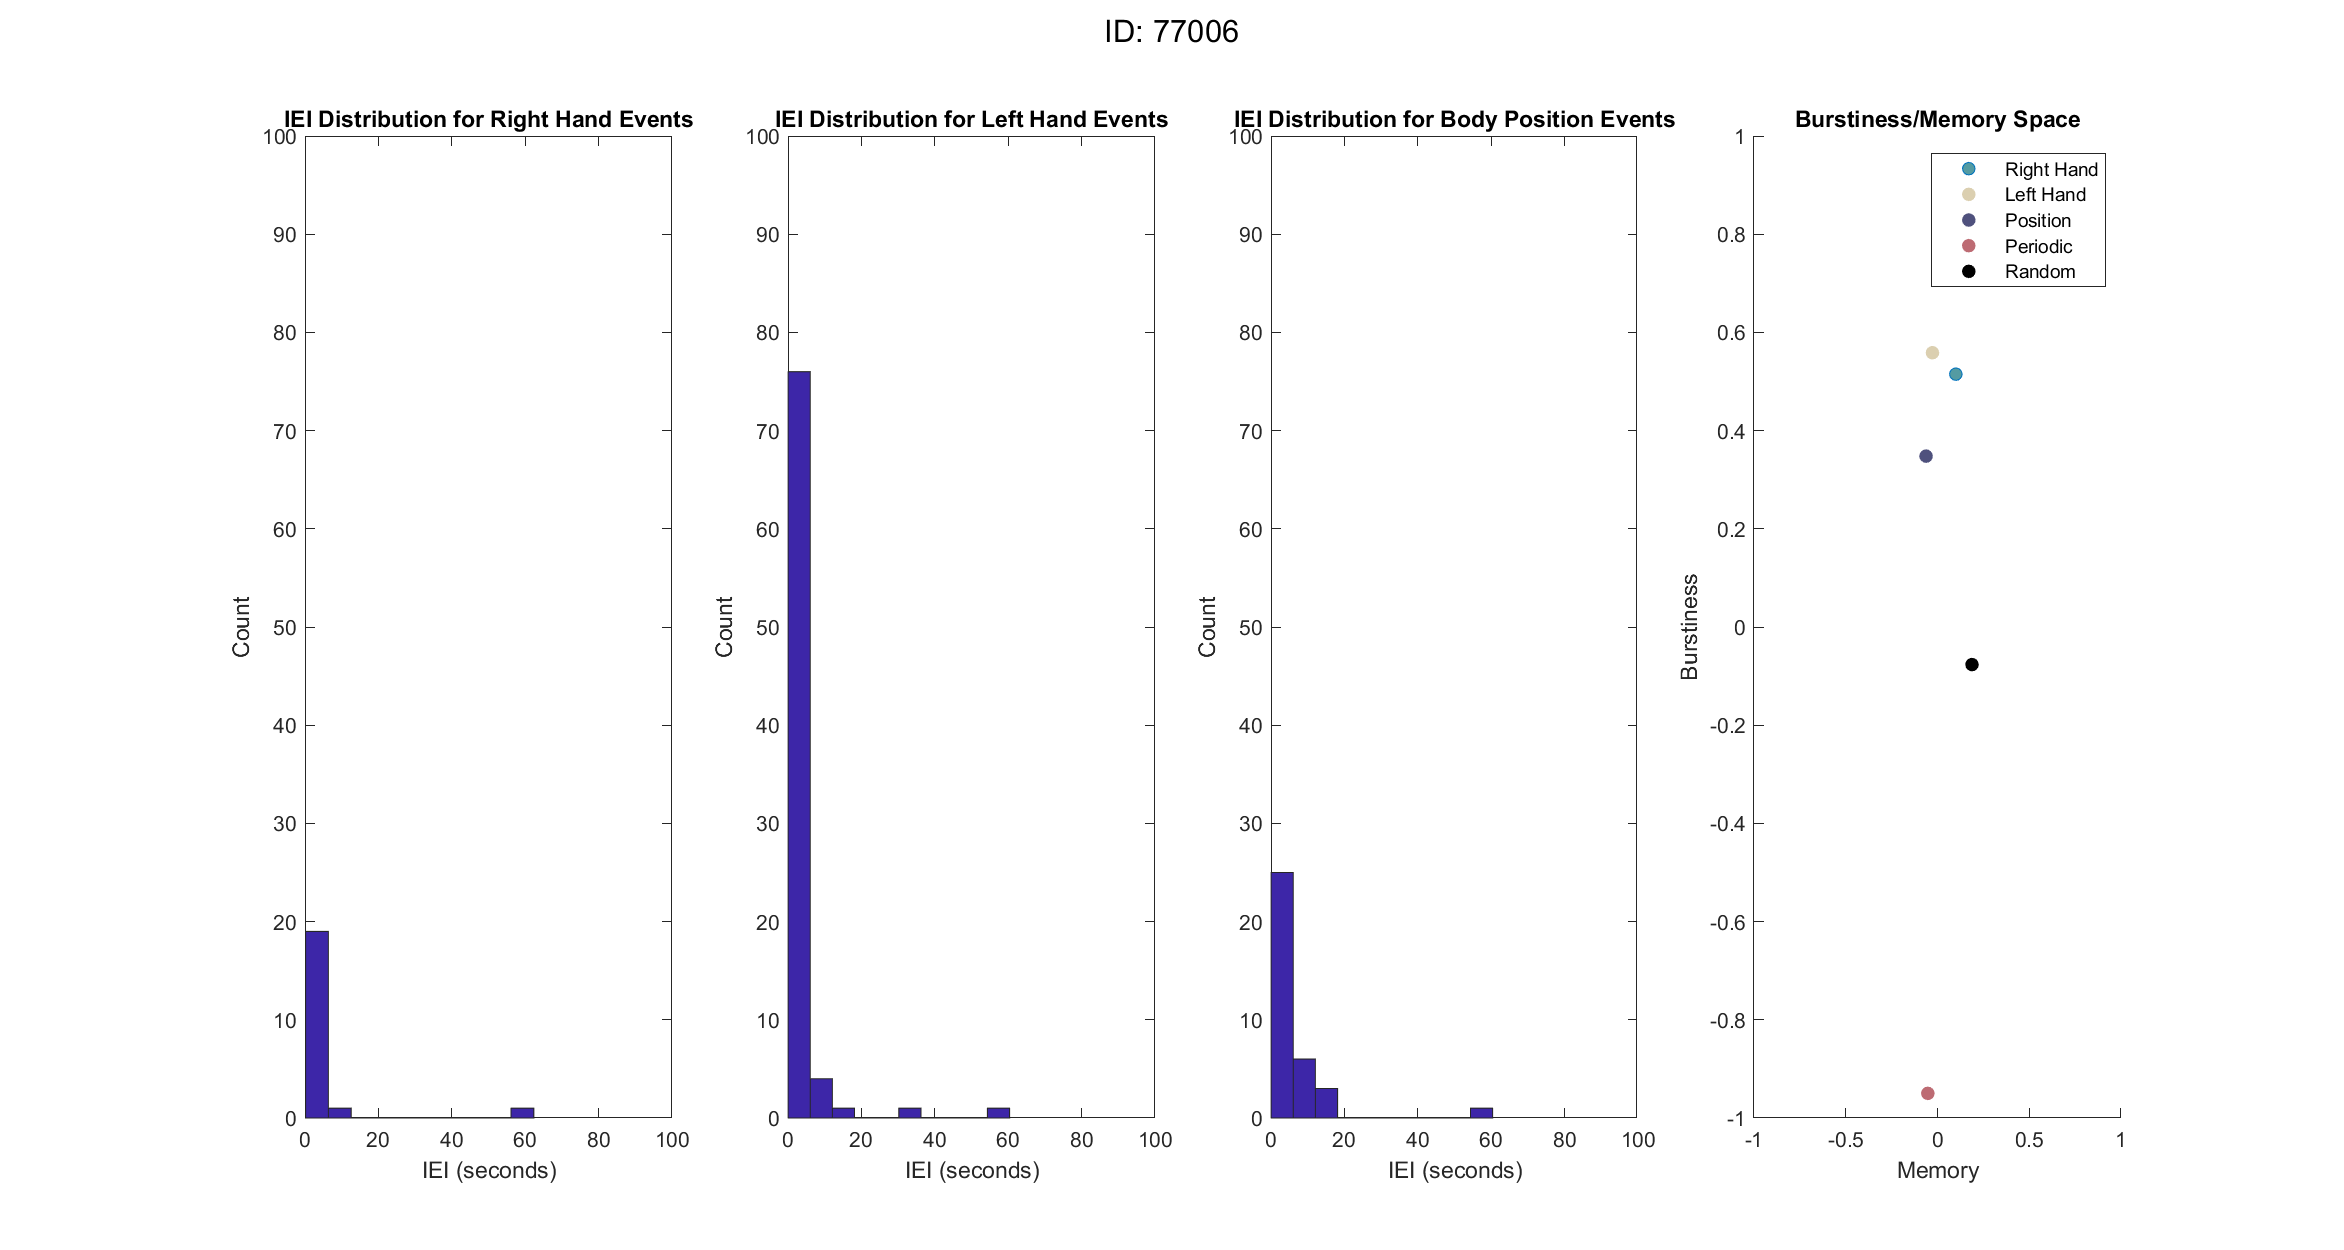 ID: 77006
IEI Distribution for Right Hand Events
100
90
80
70
60
50
40
30
20
10
0
Count
0 20 40 60 80 100
IEI (seconds)
IEI Distribution for Left Hand Events
100
90
80
70
60
50
40
30
20
10
0
Count
0 20 40 60 80 100
IEI (seconds)
IEI Distribution for Body Position Events
100
90
80
70
60
50
40
30
20
10
0
Count
0 20 40 60 80 100
IEI (seconds)
Burstiness/Memory Space
Right Hand
Left Hand
Position
Periodic
Random
1
0.8
0.6
0.4
0.2
0
-0.2
-0.4
-0.6
-0.8
-1
Burstiness
-1 -0.5 0 0.5 1
Memory